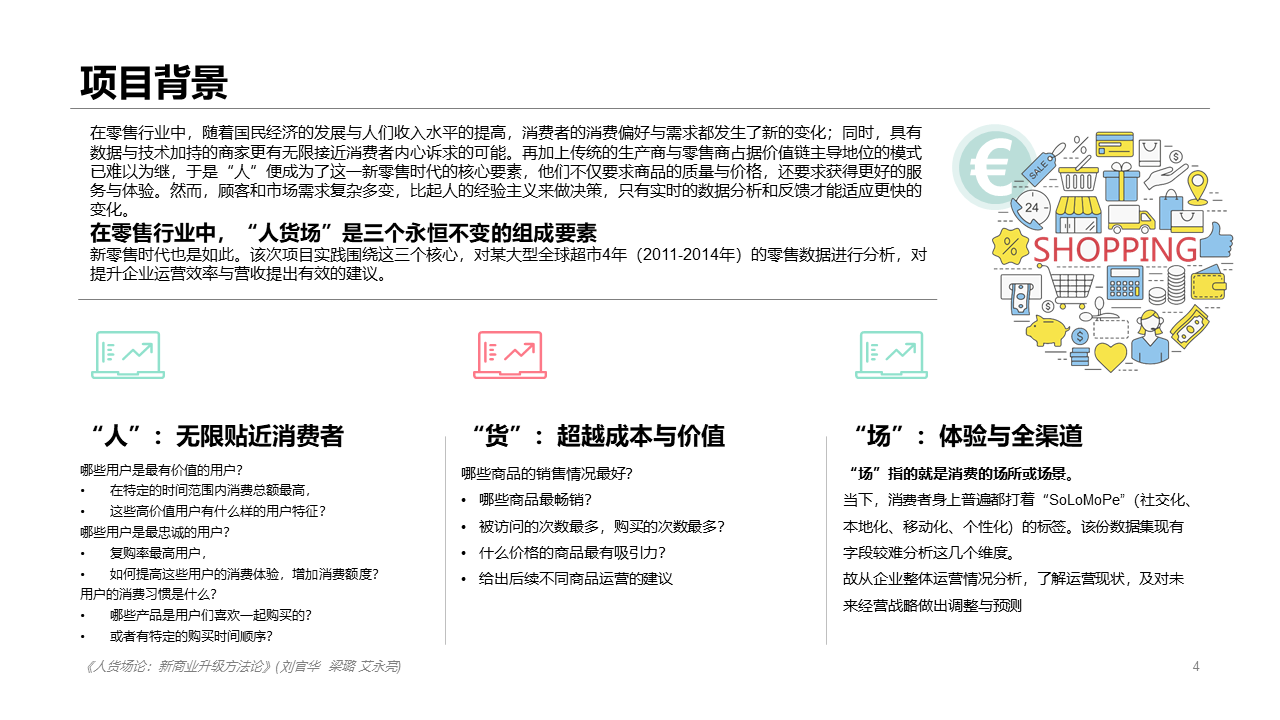 项目背景
在零售行业中，随着国民经济的发展与人们收入水平的提高，消费者的消费偏好与需求都发生了新的变化；同时，具有
数据与技术加持的商家更有无限接近消费者内心诉求的可能。再加上传统的生产商与零售商占据价值链主导地位的模式
已难以为继，于是“人”便成为了这一新零售时代的核心要素，他们不仅要求商品的质量与价格，还要求获得更好的服
务与体验。然而，顾客和市场需求复杂多变，比起人的经验主义来做决策，只有实时的数据分析和反馈才能适应更快的
变化。
在零售行业中，“人货场”是三个永恒不变的组成要素
新零售时代也是如此。该次项目实践围绕这三个核心，对某大型全球超市4年（2011-2014年）的零售数据进行分析，对
提升企业运营效率与营收提出有效的建议。
€
SALE
%
$
24
%
SHOPPING
$
$
“人”：无限贴近消费者
哪些用户是最有价值的用户？
• 在特定的时间范围内消费总额最高，
• 这些高价值用户有什么样的用户特征？
哪些用户是最忠诚的用户？
• 复购率最高用户，
• 如何提高这些用户的消费体验，增加消费额度？
用户的消费习惯是什么？
• 哪些产品是用户们喜欢一起购买的？
• 或者有特定的购买时间顺序？
“货”：超越成本与价值
哪些商品的销售情况最好？
• 哪些商品最畅销？
• 被访问的次数最多，购买的次数最多？
• 什么价格的商品最有吸引力？
• 给出后续不同商品运营的建议
“场”：体验与全渠道
“场”指的就是消费的场所或场景。
当下，消费者身上普遍都打着“SoLoMoPe”(社交化、
本地化、移动化、个性化）的标签。该份数据集现有
字段较难分析这几个维度。
故从企业整体运营情况分析，了解运营现状，及对未
来经营战略做出调整与预测
《人货场论：新商业升级方法论》(刘官华 梁璐 艾永亮)
4